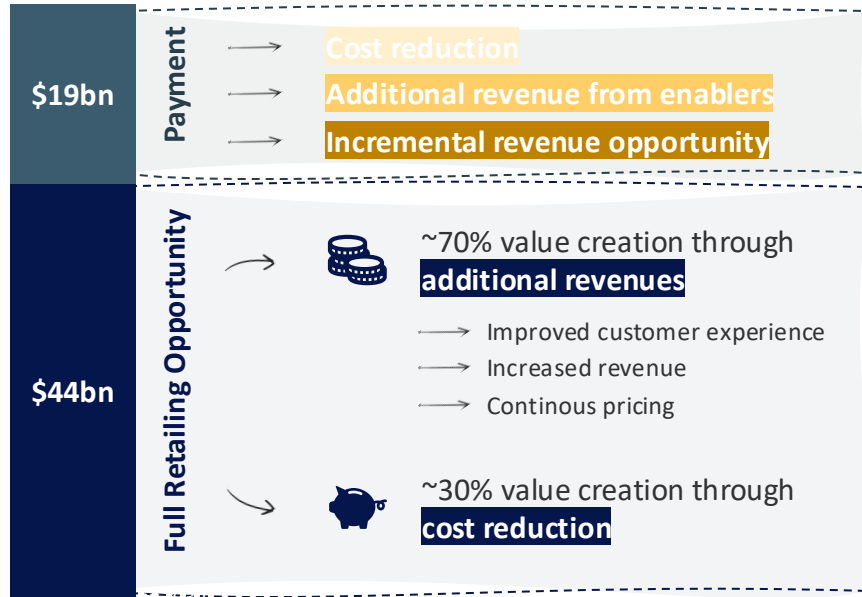 $19bn
Payment
Cost reduction
Additional revenue from enablers
Incremental revenue opportunity
$44bn
Full Retailing Opportunity
~70% value creation through
additional revenues
Improved customer experience
Increased revenue
Continous pricing
~30% value creation through
cost reduction